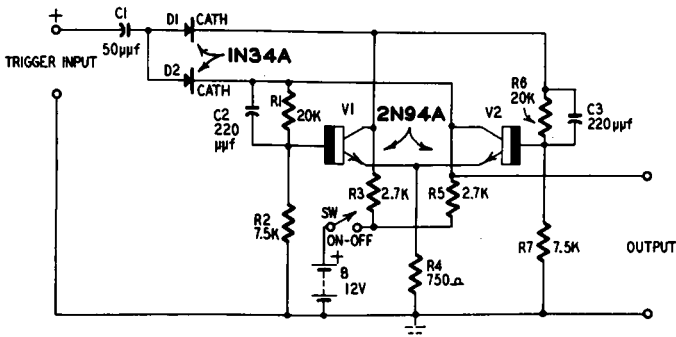 +
C1
50µµf
TRIGGER INPUT
D1
CATH
1N34A
D2
CATH
C2
220
µµf
R1
20K
V1
2N94A
V2
R6
20K
C3
220µµf
R2
7.5K
R3
2.7K
R5
2.7K
SW
ON-OFF
+
B
12V
R4
750Ω
R7
7.5K
OUTPUT